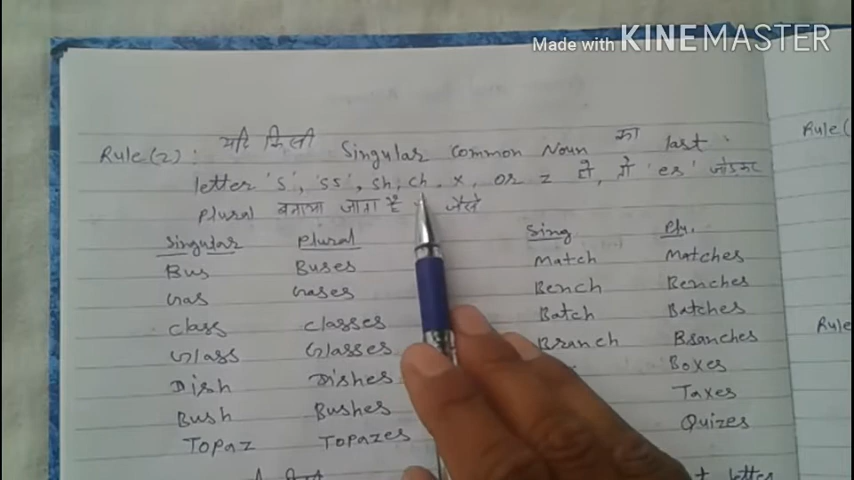 Made with KINEMASTER
Rule(2): यदि किसी Singular Common Noun का last
letter 'S', 'SS', Sh, ch, x, or z हो, तो 'es' जोड़कर
Plural बनाया जाता है जैसे
Singular Plural Sing Plu.
Bus Buses Match Matches
Gas Gases Bench Benches
Class Classes Batch Batches
Glass Glasses Branch Branches
Dish Dishes Boxes
Bush Bushes Taxes
Topaz Topazes Quizes
letter
Rule(
Rule